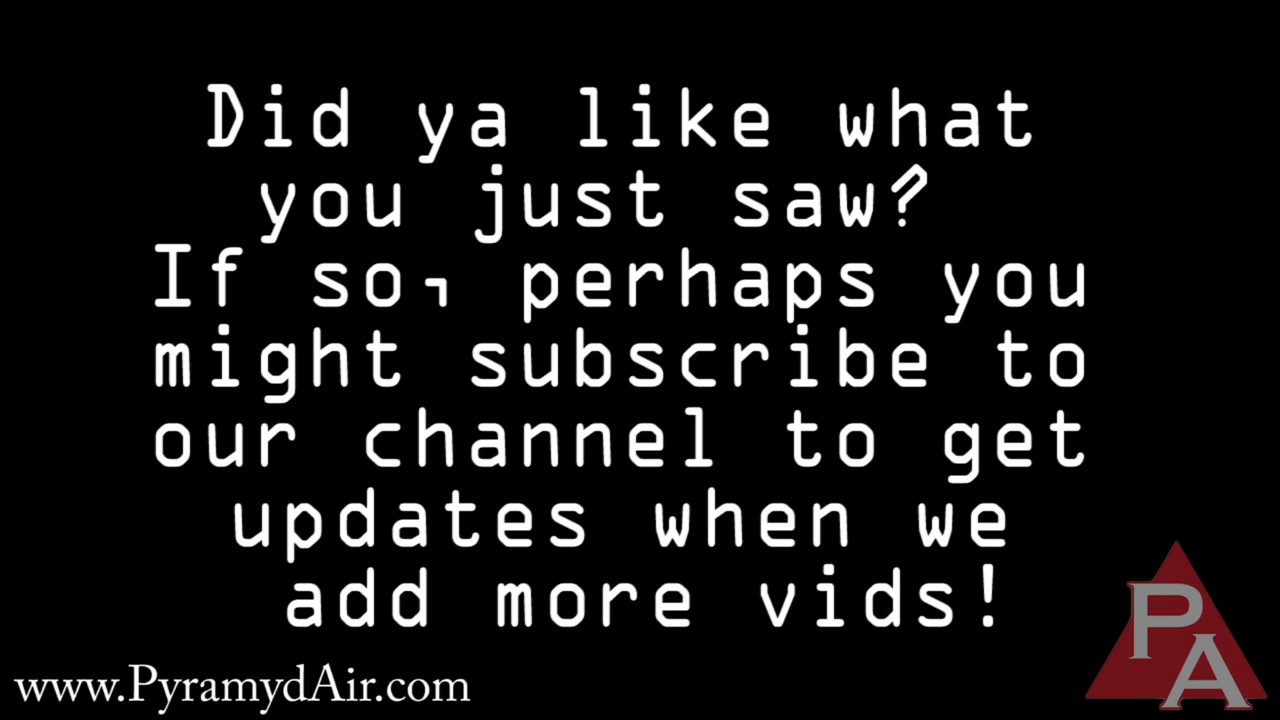 Did ya like what
you just saw?
If so, perhaps you
might subscribe to
our channel to get
updates when we
add more vids!
www.PyramydAir.com
PA